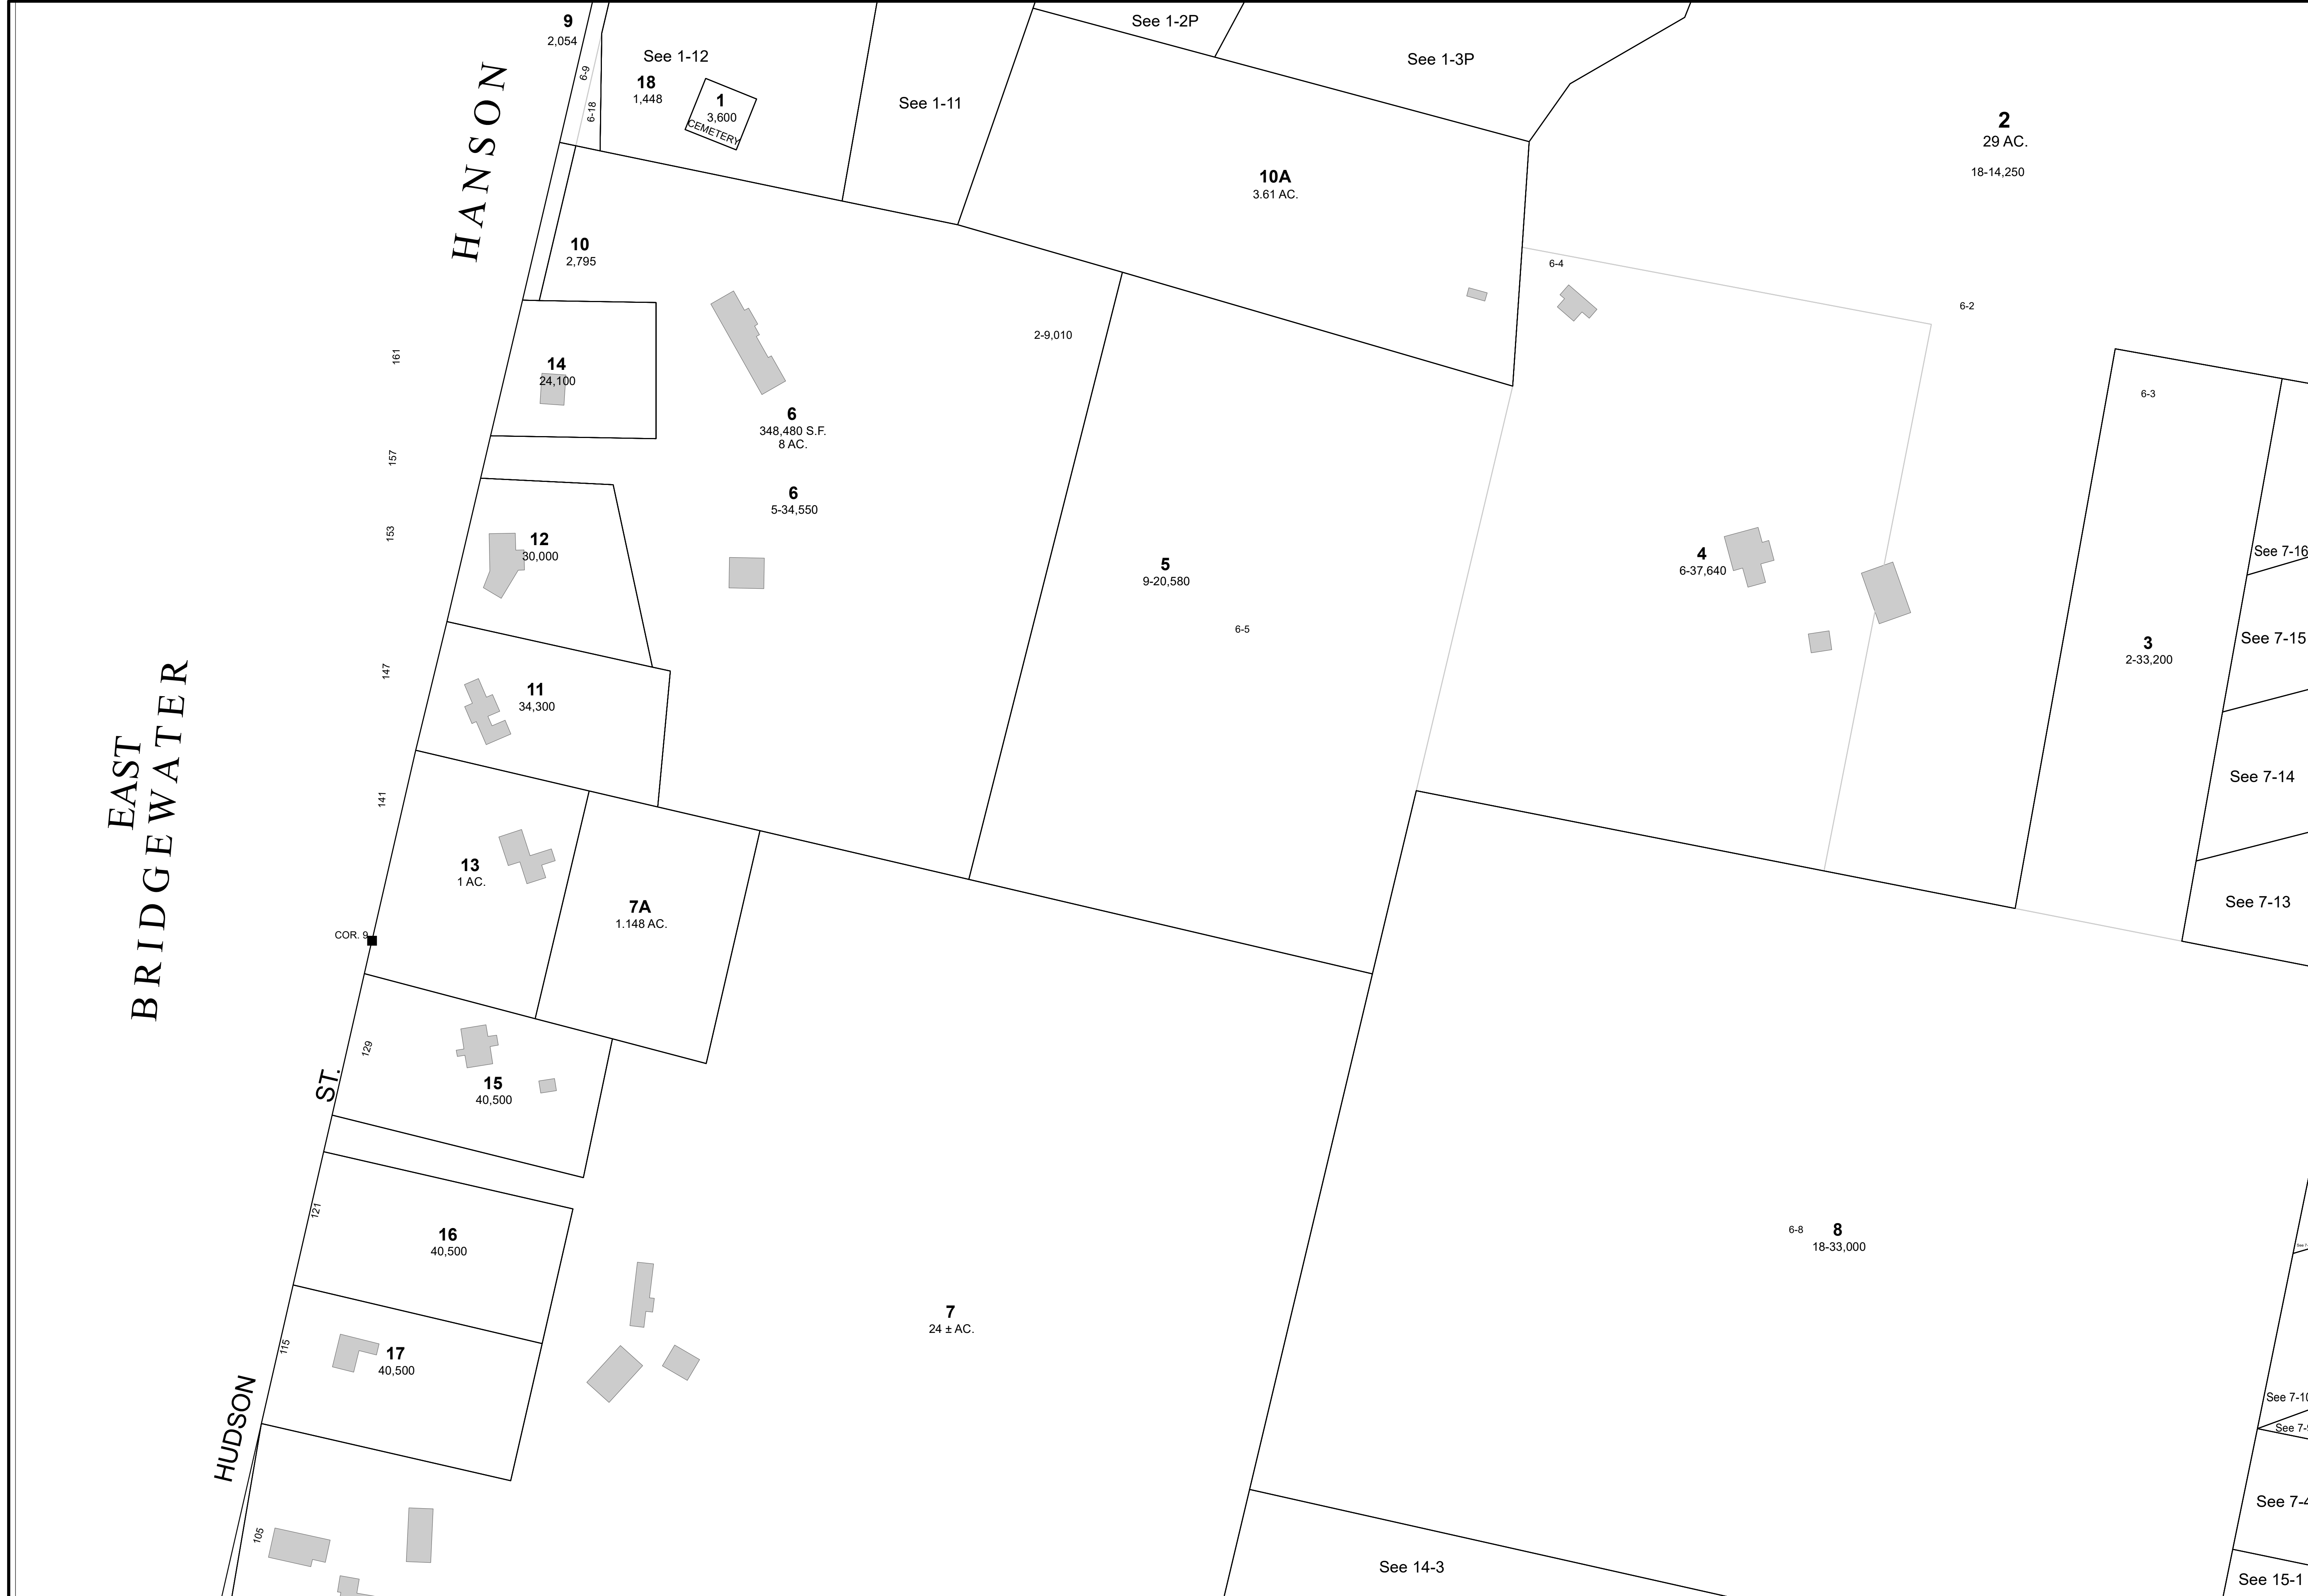 9
2,054
6-9
6-18
See 1-12
18
1,448
1
3,600
CEMETERY
See 1-11
See 1-2P
See 1-3P
2
29 AC.
18-14,250
10A
3.61 AC.
HANSON
10
2,795
6-4
6-2
2-9,010
161
14
24,100
6-3
6
348,480 S.F.
8 AC.
157
6
5-34,550
153
12
30,000
5
9-20,580
6-5
4
6-37,640
See 7-16
See 7-15
3
2-33,200
147
11
34,300
EAST
BRIDGEWATER
141
See 7-14
13
1 AC.
7A
1.148 AC.
See 7-13
COR. 9
129
ST.
15
40,500
121
16
40,500
6-8
8
18-33,000
7
24 ± AC.
115
17
40,500
HUDSON
See 7-10
See 7-9
See 7-4
105
See 14-3
See 15-1